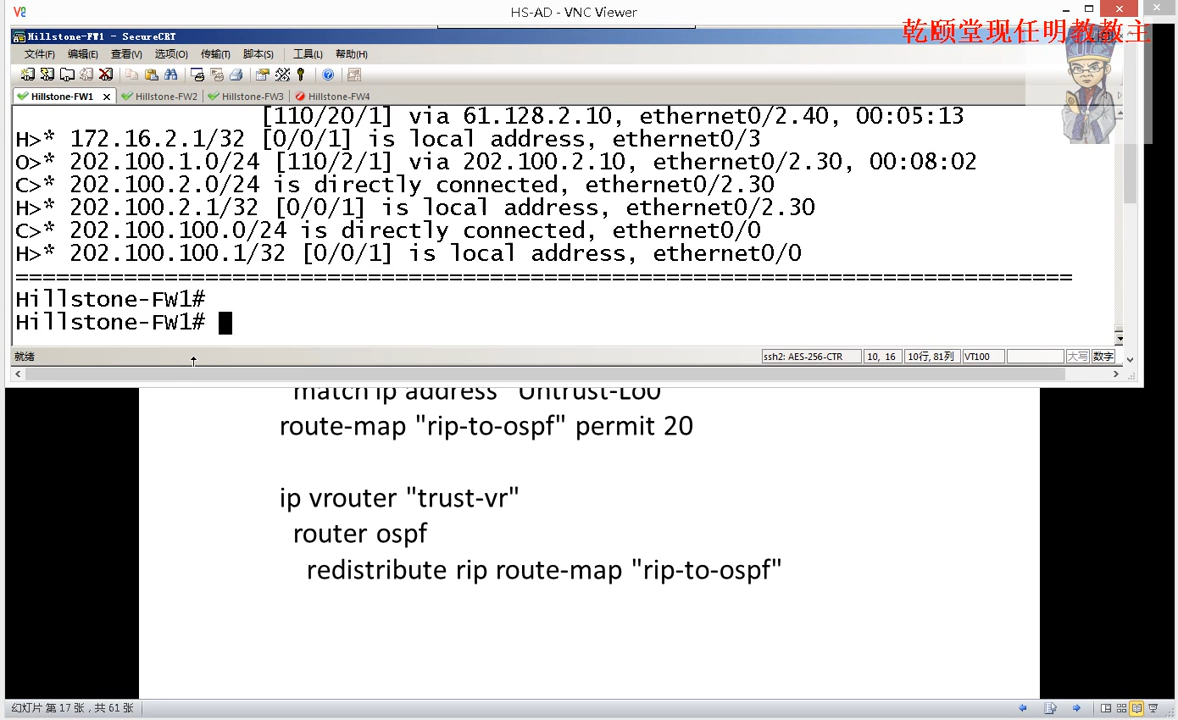 HS-AD - VNC Viewer
乾颐堂现任明教教主
Hillstone-FW1 - SecureCRT
文件(F) 编辑(E) 查看(V) 选项(O) 传输(T) 脚本(S) 工具(L) 帮助(H)
Hillstone-FW1 Hillstone-FW2 Hillstone-FW3 Hillstone-FW4
[110/20/1] via 61.128.2.10, ethernet0/2.40, 00:05:13
H>* 172.16.2.1/32 [0/0/1] is local address, ethernet0/3
O>* 202.100.1.0/24 [110/2/1] via 202.100.2.10, ethernet0/2.30, 00:08:02
C>* 202.100.2.0/24 is directly connected, ethernet0/2.30
H>* 202.100.2.1/32 [0/0/1] is local address, ethernet0/2.30
C>* 202.100.100.0/24 is directly connected, ethernet0/0
H>* 202.100.100.1/32 [0/0/1] is local address, ethernet0/0
==============================================================================
Hillstone-FW1#
Hillstone-FW1#
就绪 ssh2: AES-256-CTR 10, 16 10行, 81列 VT100 大写 数字
match ip address "Untrust-Lo0"
route-map "rip-to-ospf" permit 20
ip vrouter "trust-vr"
router ospf
redistribute rip route-map "rip-to-ospf"
幻灯片 第 17 张，共 61 张